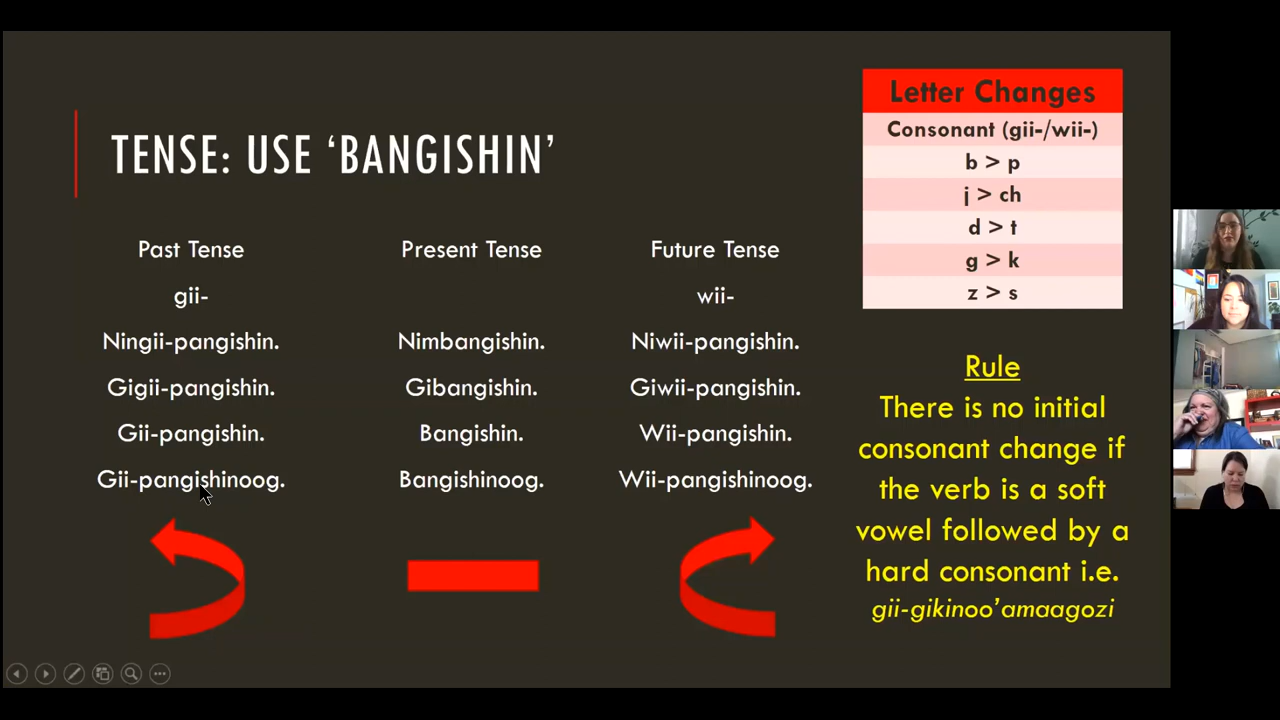 TENSE: USE ‘BANGISHIN’
Past Tense
gii-
Ningii-pangishin.
Gigii-pangishin.
Gii-pangishin.
Gii-pangishinoog.
Present Tense
Nimbangishin.
Gibangishin.
Bangishin.
Bangishinoog.
Future Tense
wii-
Niwii-pangishin.
Giwii-pangishin.
Wii-pangishin.
Wii-pangishinoog.
Letter Changes
Consonant (gii-/wii-)
b > p
j > ch
d > t
g > k
z > s
Rule
There is no initial
consonant change if
the verb is a soft
vowel followed by a
hard consonant i.e.
gii-gikinoo’amaagozi